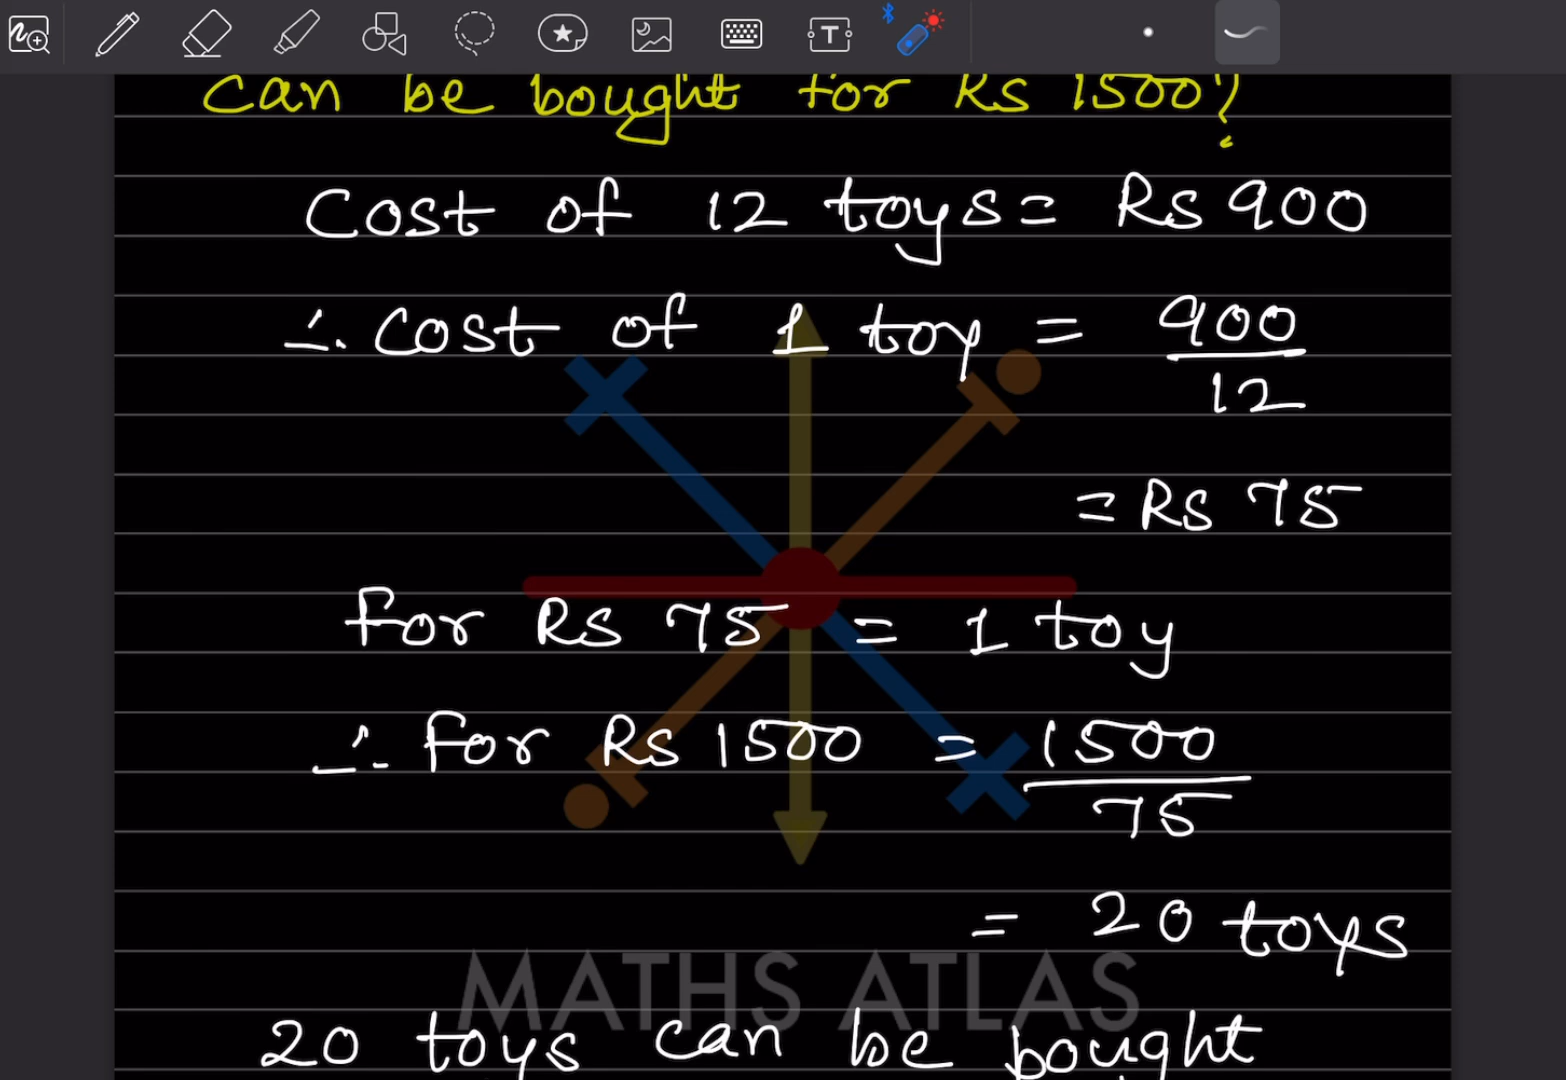 can be bought for Rs 1500?
Cost of 12 toys = Rs 900
∴ Cost of 1 toy = 900
12
= Rs 75
For Rs 75 = 1 toy
∴ For Rs 1500 = 1500
75
= 20 toys
MATHS ATLAS
20 toys can be bought